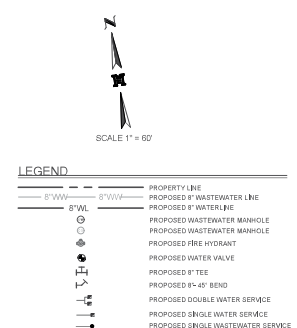 N
SCALE 1" = 60'
LEGEND
PROPERTY LINE
8"WW 8"WW PROPOSED 8" WASTEWATER LINE
8"WL PROPOSED 8" WATERLINE
PROPOSED WASTEWATER MANHOLE
PROPOSED WASTEWATER MANHOLE
PROPOSED FIRE HYDRANT
PROPOSED WATER VALVE
PROPOSED 8" TEE
PROPOSED 8"- 45° BEND
PROPOSED DOUBLE WATER SERVICE
PROPOSED SINGLE WATER SERVICE
PROPOSED SINGLE WASTEWATER SERVICE